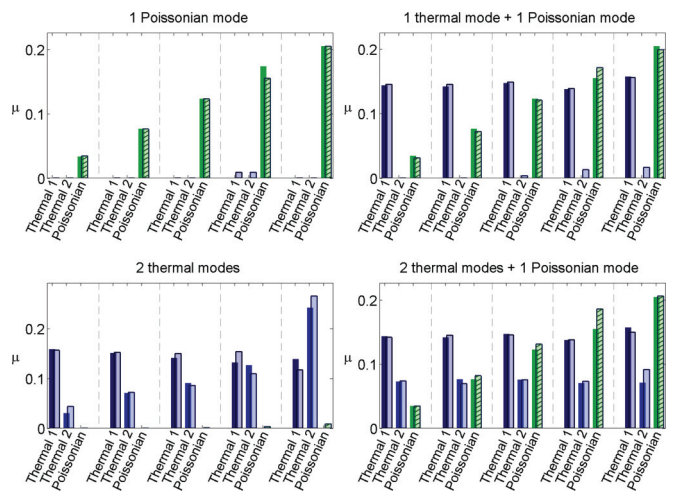 1 Poissonian mode
1 thermal mode + 1 Poissonian mode
0.2
0.1
0
μ
Thermal 1 Thermal 2 Poissonian Thermal 1 Thermal 2 Poissonian Thermal 1 Thermal 2 Poissonian Thermal 1 Thermal 2 Poissonian Thermal 1 Thermal 2 Poissonian
0.2
0.1
0
μ
Thermal 1 Thermal 2 Poissonian Thermal 1 Thermal 2 Poissonian Thermal 1 Thermal 2 Poissonian Thermal 1 Thermal 2 Poissonian Thermal 1 Thermal 2 Poissonian
2 thermal modes
2 thermal modes + 1 Poissonian mode
0.2
0.1
0
μ
Thermal 1 Thermal 2 Poissonian Thermal 1 Thermal 2 Poissonian Thermal 1 Thermal 2 Poissonian Thermal 1 Thermal 2 Poissonian Thermal 1 Thermal 2 Poissonian
0.2
0.1
0
μ
Thermal 1 Thermal 2 Poissonian Thermal 1 Thermal 2 Poissonian Thermal 1 Thermal 2 Poissonian Thermal 1 Thermal 2 Poissonian Thermal 1 Thermal 2 Poissonian